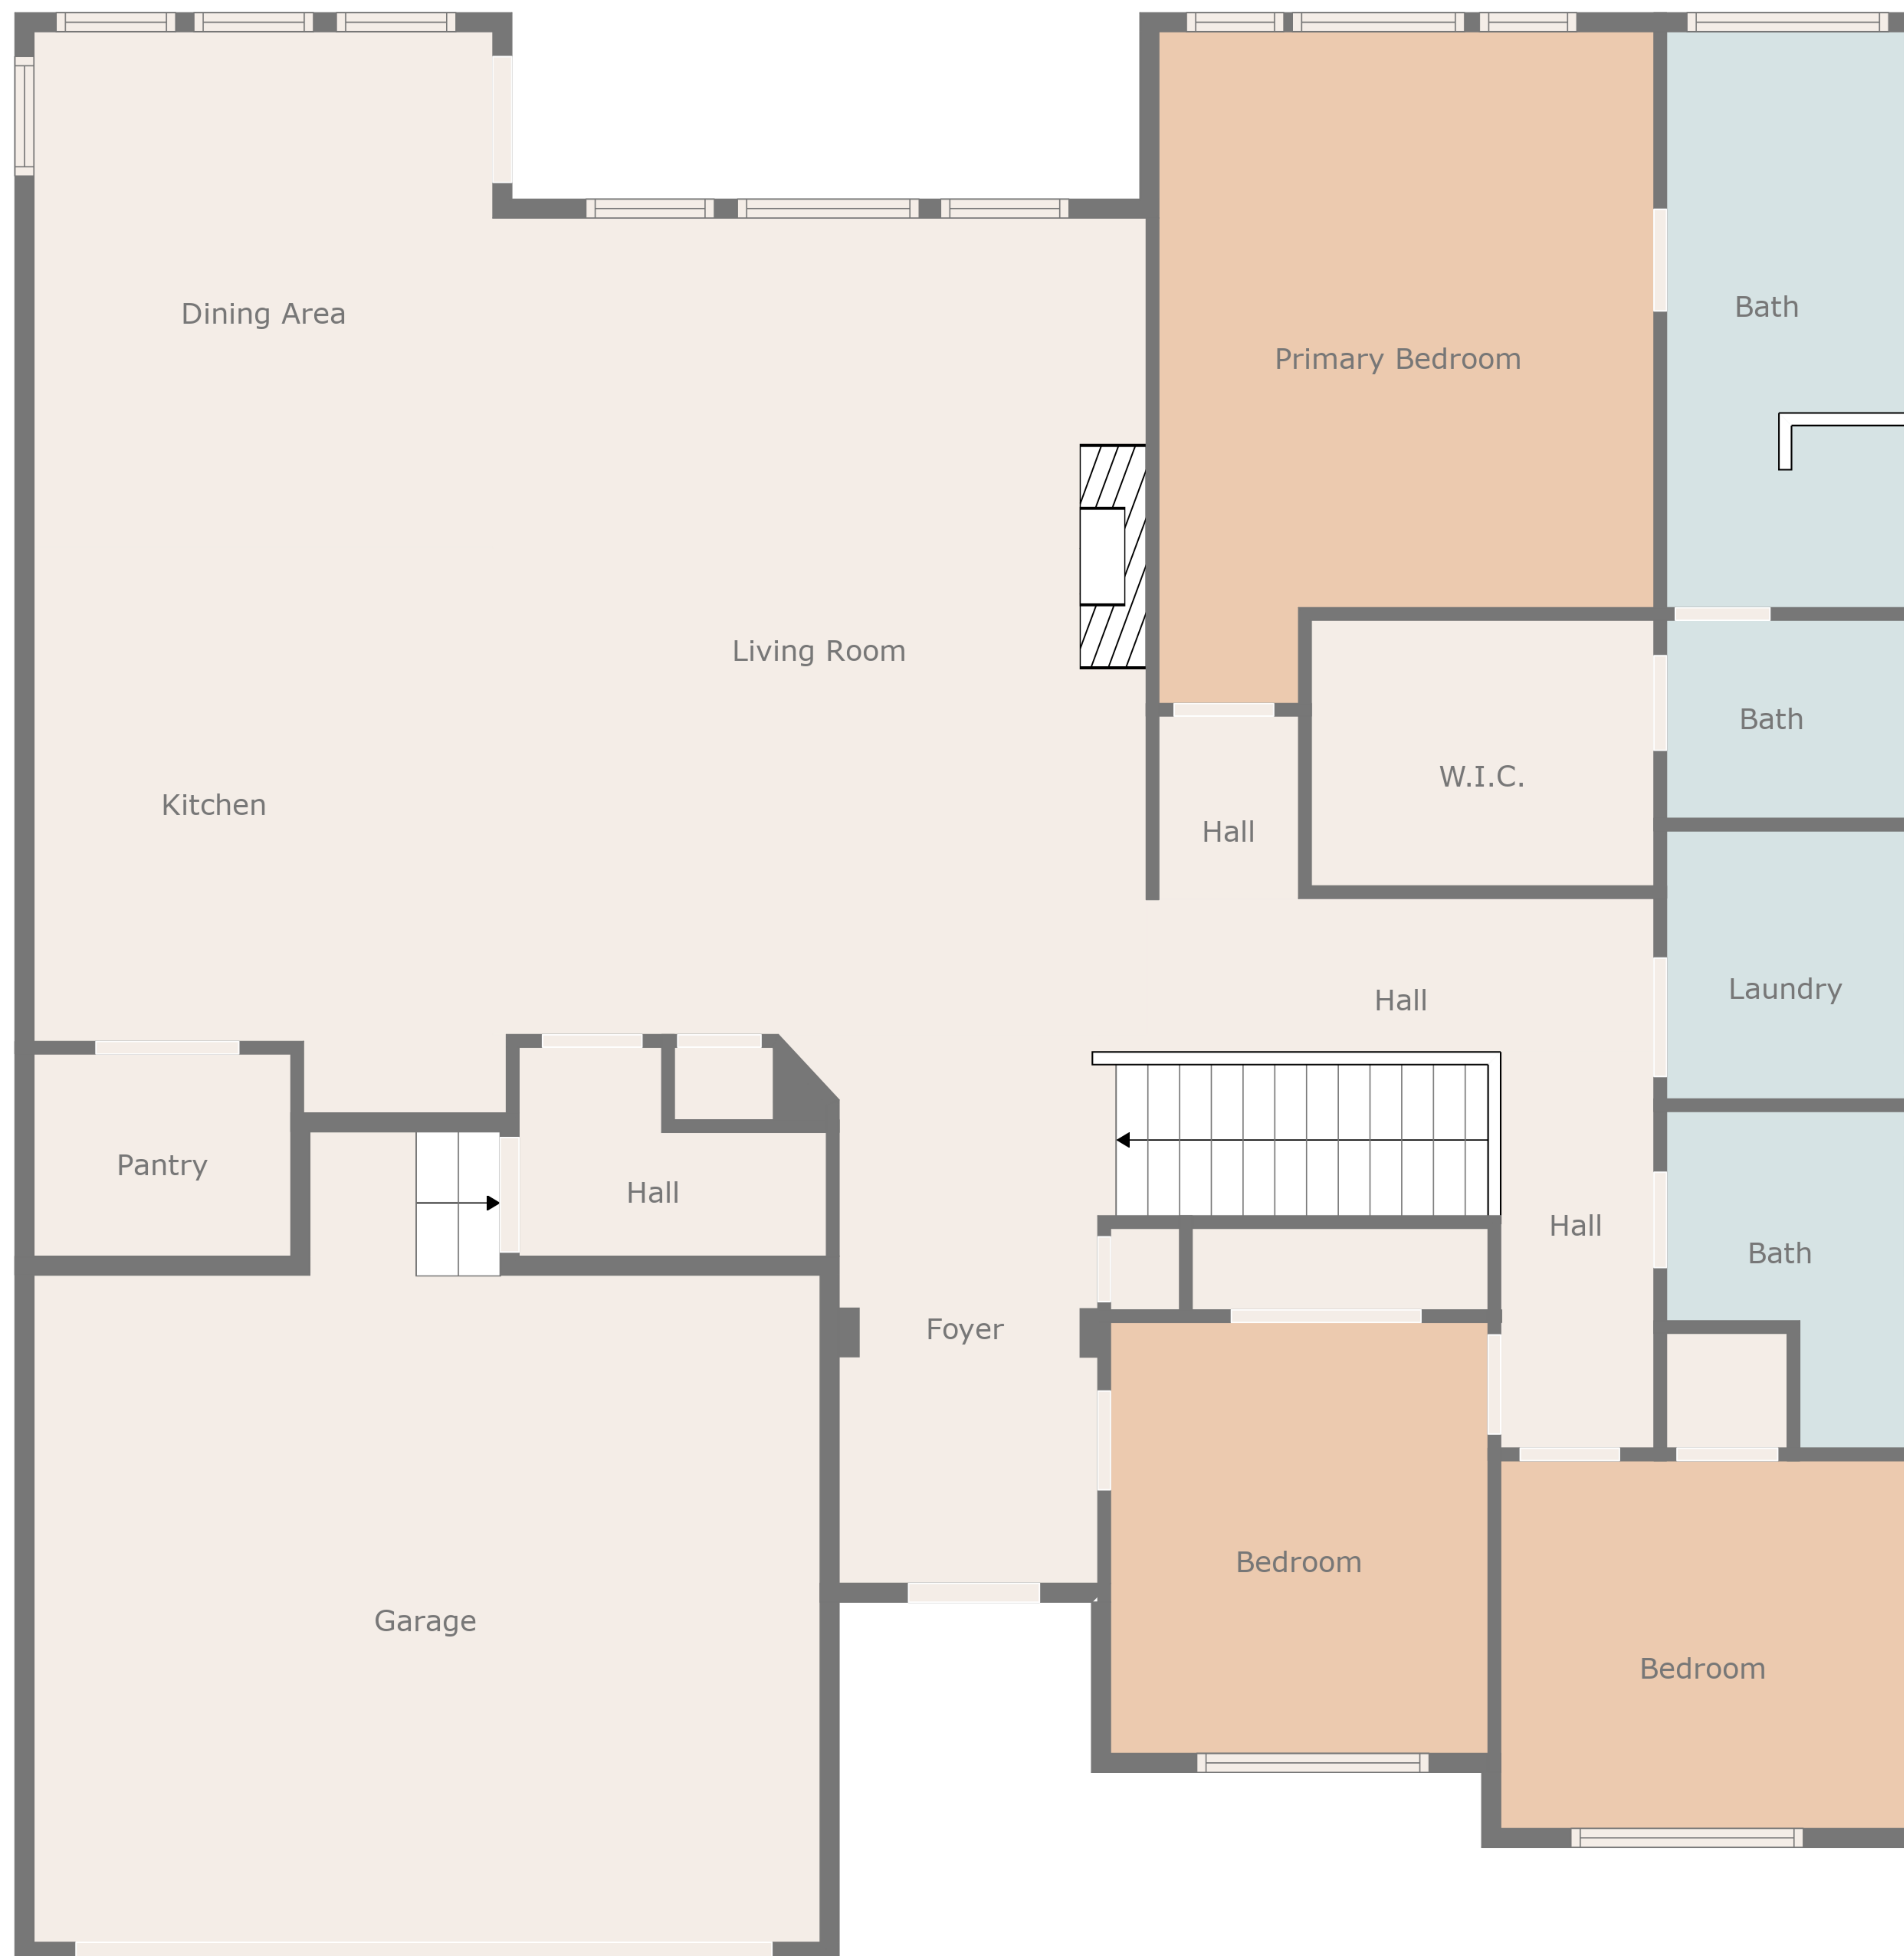 Bath
Dining Area
Primary Bedroom
Living Room
Bath
W.I.C.
Kitchen
Hall
Laundry
Hall
Pantry
Hall
Hall
Bath
Foyer
Bedroom
Garage
Bedroom